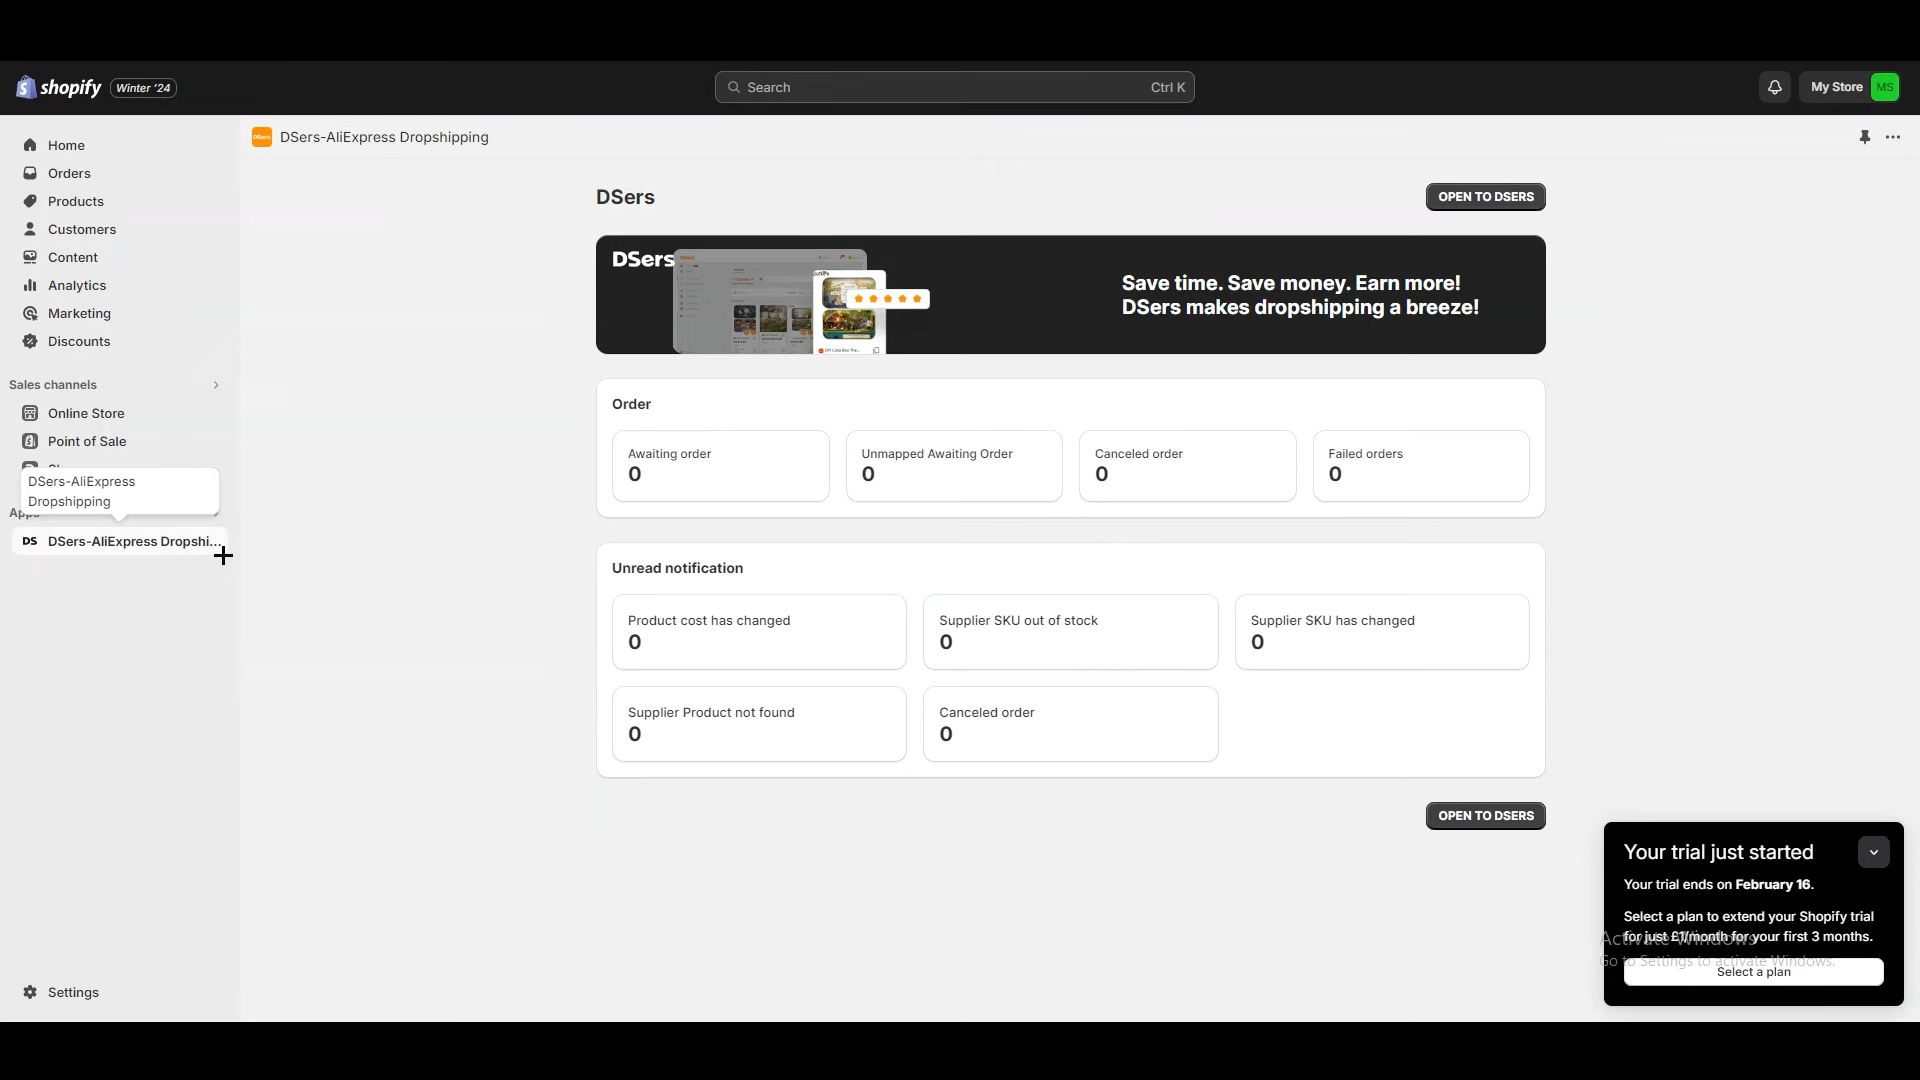 shopify Winter '24
Search Ctrl K
My Store MS
Home
Orders
Products
Customers
Content
Analytics
Marketing
Discounts
Sales channels
Online Store
Point of Sale
DSers-AliExpress
Dropshipping
Apps
DS DSers-AliExpress Dropshi...
Settings
DSers DSers-AliExpress Dropshipping
DSers
OPEN TO DSERS
DSers
Save time. Save money. Earn more!
DSers makes dropshipping a breeze!
Order
Awaiting order
0
Unmapped Awaiting Order
0
Canceled order
0
Failed orders
0
Unread notification
Product cost has changed
0
Supplier SKU out of stock
0
Supplier SKU has changed
0
Supplier Product not found
0
Canceled order
0
OPEN TO DSERS
Your trial just started
Your trial ends on February 16.
Select a plan to extend your Shopify trial
for just £1/month for your first 3 months.
Select a plan
Activate Windows
Go to Settings to activate Windows.